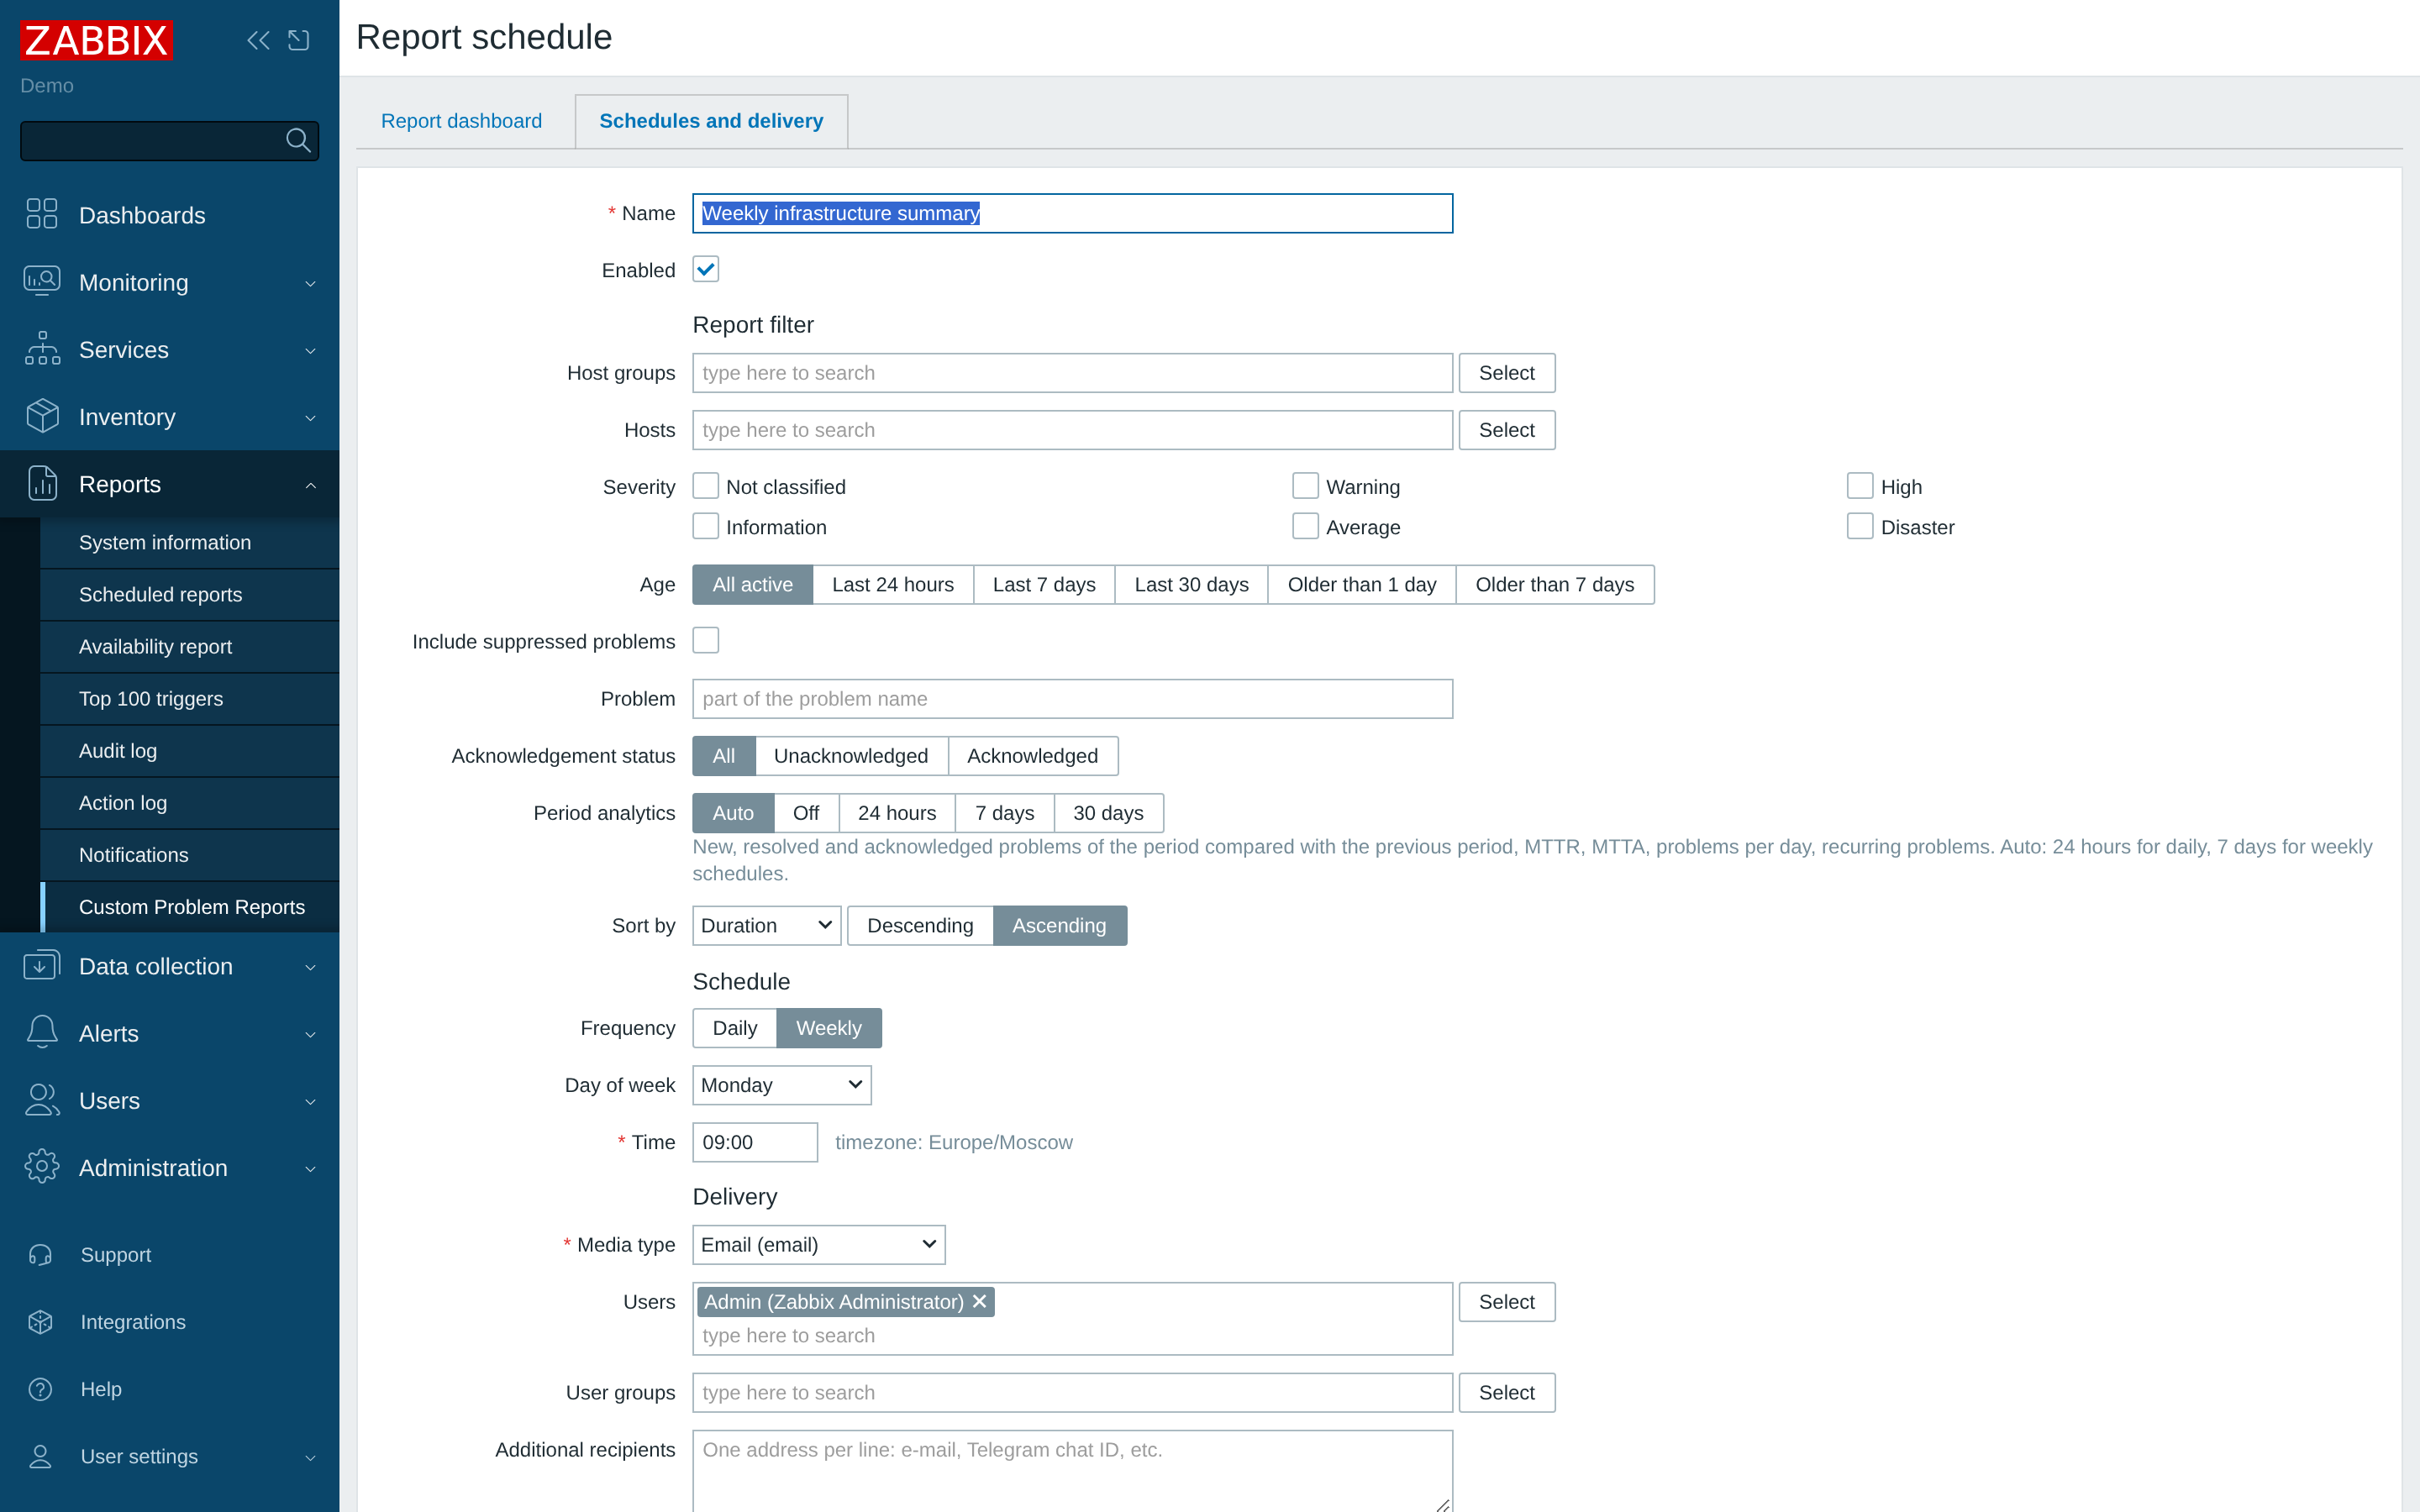 ZABBIX
Demo
Dashboards
Monitoring
Services
Inventory
Reports
System information
Scheduled reports
Availability report
Top 100 triggers
Audit log
Action log
Notifications
Custom Problem Reports
Data collection
Alerts
Users
Administration
Support
Integrations
Help
User settings
Report schedule
Report dashboard Schedules and delivery
* Name Weekly infrastructure summary
Enabled
Report filter
Host groups type here to search Select
Hosts type here to search Select
Severity Not classified Warning High
Information Average Disaster
Age All active Last 24 hours Last 7 days Last 30 days Older than 1 day Older than 7 days
Include suppressed problems
Problem part of the problem name
Acknowledgement status All Unacknowledged Acknowledged
Period analytics Auto Off 24 hours 7 days 30 days
New, resolved and acknowledged problems of the period compared with the previous period, MTTR, MTTA, problems per day, recurring problems. Auto: 24 hours for daily, 7 days for weekly
schedules.
Sort by Duration Descending Ascending
Schedule
Frequency Daily Weekly
Day of week Monday
* Time 09:00 timezone: Europe/Moscow
Delivery
* Media type Email (email)
Users Admin (Zabbix Administrator) Select
type here to search
User groups type here to search Select
Additional recipients One address per line: e-mail, Telegram chat ID, etc.